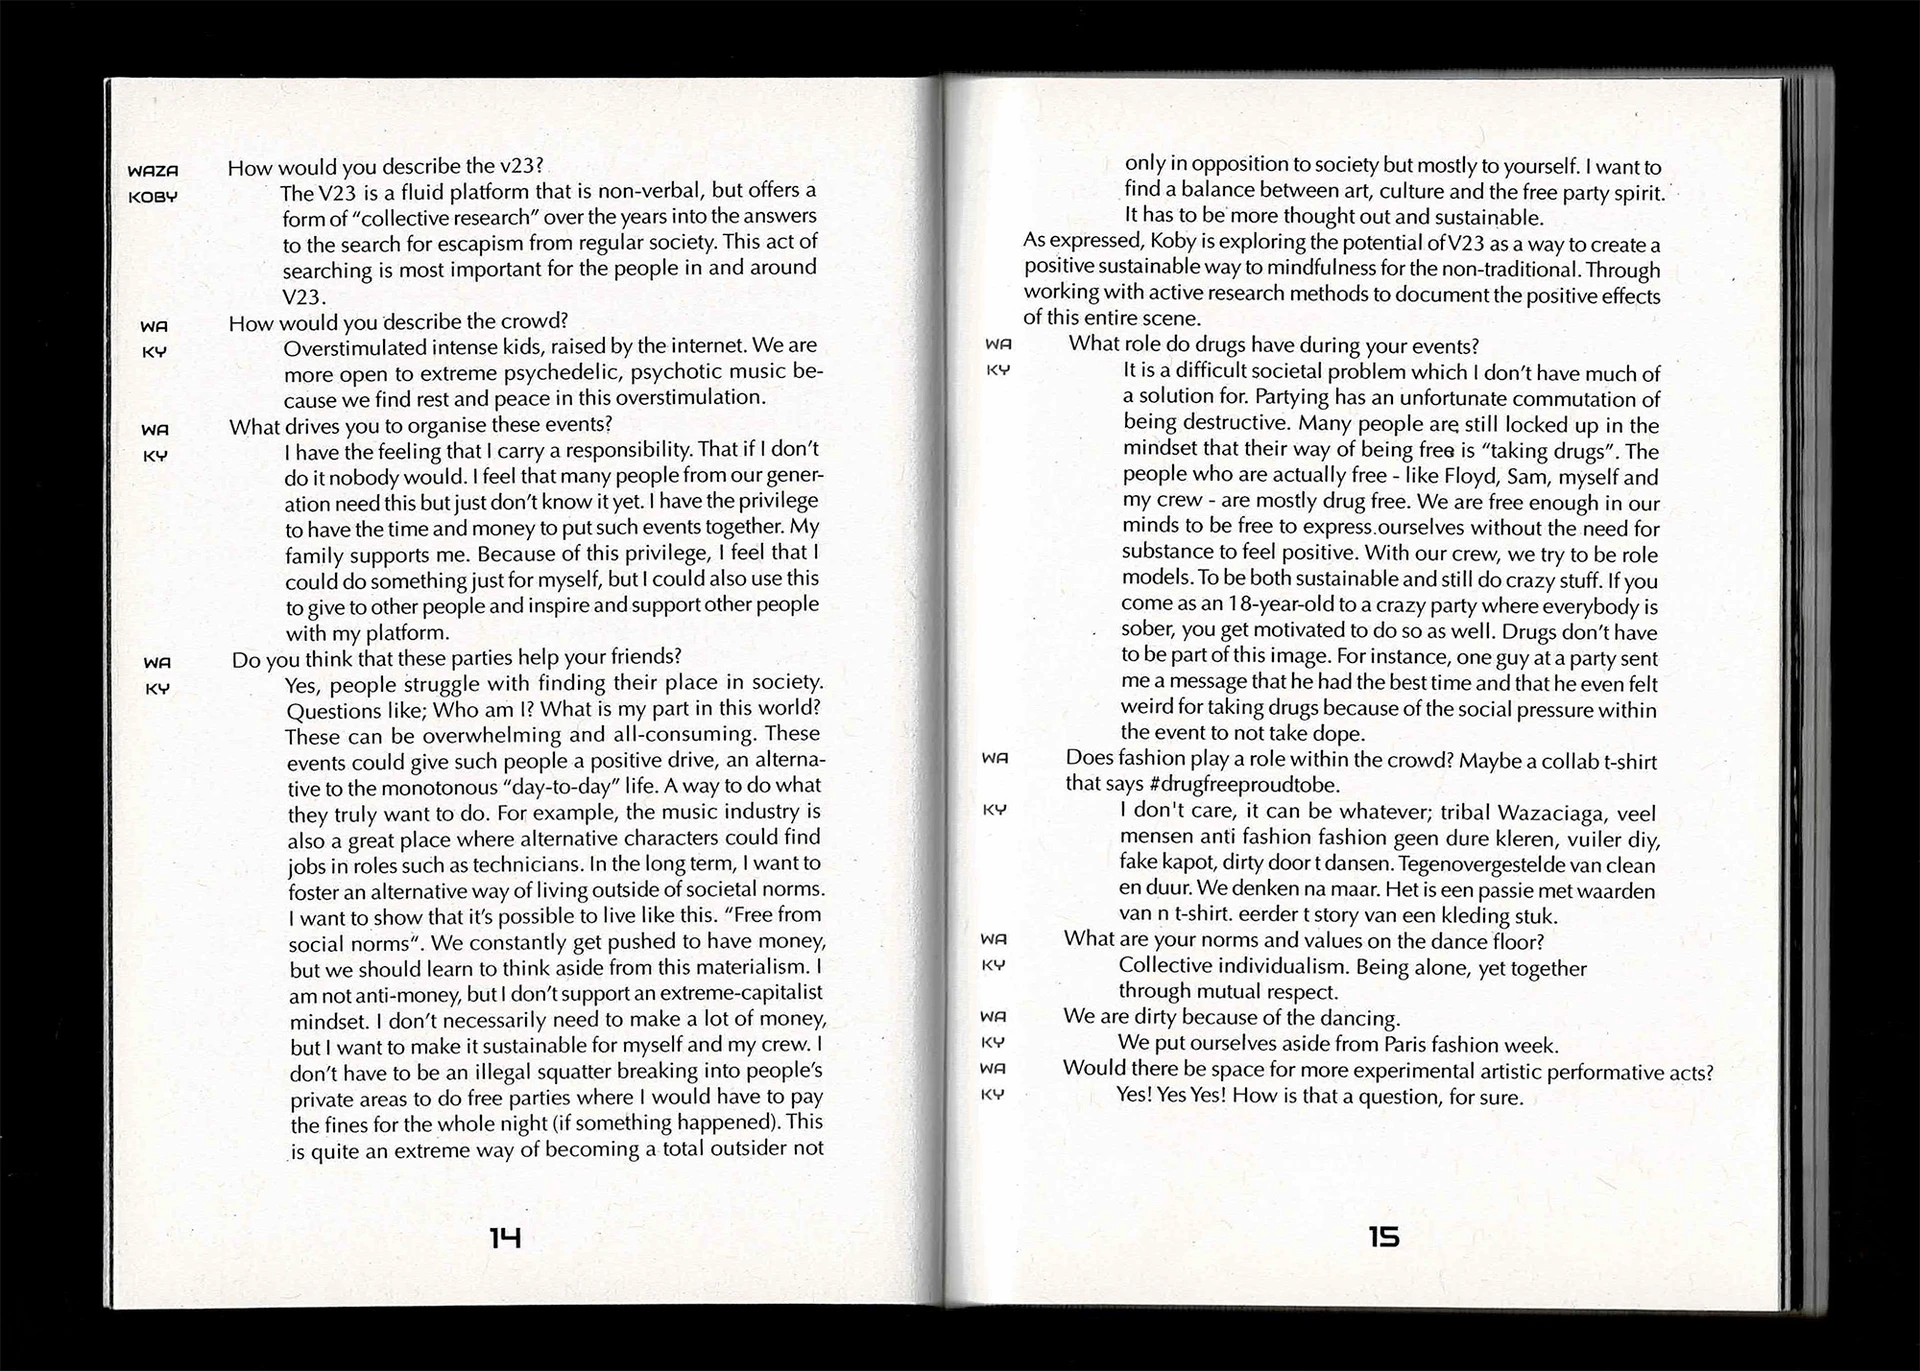 WAZA How would you describe the v23?
KOBY The V23 is a fluid platform that is non-verbal, but offers a
form of "collective research" over the years into the answers
to the search for escapism from regular society. This act of
searching is most important for the people in and around
V23.
WA How would you describe the crowd?
KY Overstimulated intense kids, raised by the internet. We are
more open to extreme psychedelic, psychotic music be-
cause we find rest and peace in this overstimulation.
WA What drives you to organise these events?
KY I have the feeling that I carry a responsibility. That if I don't
do it nobody would. I feel that many people from our gener-
ation need this but just don't know it yet. I have the privilege
to have the time and money to put such events together. My
family supports me. Because of this privilege, I feel that I
could do something just for myself, but I could also use this
to give to other people and inspire and support other people
with my platform.
WA Do you think that these parties help your friends?
KY Yes, people struggle with finding their place in society.
Questions like; Who am I? What is my part in this world?
These can be overwhelming and all-consuming. These
events could give such people a positive drive, an alterna-
tive to the monotonous "day-to-day" life. A way to do what
they truly want to do. For example, the music industry is
also a great place where alternative characters could find
jobs in roles such as technicians. In the long term, I want to
foster an alternative way of living outside of societal norms.
I want to show that it's possible to live like this. "Free from
social norms". We constantly get pushed to have money,
but we should learn to think aside from this materialism. I
am not anti-money, but I don't support an extreme-capitalist
mindset. I don't necessarily need to make a lot of money,
but I want to make it sustainable for myself and my crew. I
don't have to be an illegal squatter breaking into people's
private areas to do free parties where I would have to pay
the fines for the whole night (if something happened). This
is quite an extreme way of becoming a total outsider not
14
only in opposition to society but mostly to yourself. I want to
find a balance between art, culture and the free party spirit.
It has to be more thought out and sustainable.
As expressed, Koby is exploring the potential of V23 as a way to create a
positive sustainable way to mindfulness for the non-traditional. Through
working with active research methods to document the positive effects
of this entire scene.
WA What role do drugs have during your events?
KY It is a difficult societal problem which I don't have much of
a solution for. Partying has an unfortunate commutation of
being destructive. Many people are still locked up in the
mindset that their way of being free is "taking drugs". The
people who are actually free - like Floyd, Sam, myself and
my crew - are mostly drug free. We are free enough in our
minds to be free to express ourselves without the need for
substance to feel positive. With our crew, we try to be role
models. To be both sustainable and still do crazy stuff. If you
come as an 18-year-old to a crazy party where everybody is
sober, you get motivated to do so as well. Drugs don't have
to be part of this image. For instance, one guy at a party sent
me a message that he had the best time and that he even felt
weird for taking drugs because of the social pressure within
the event to not take dope.
WA Does fashion play a role within the crowd? Maybe a collab t-shirt
that says #drugfreeproudtobe.
KY I don't care, it can be whatever; tribal Wazaciaga, veel
mensen anti fashion fashion geen dure kleren, vuiler diy,
fake kapot, dirty door t dansen. Tegenovergestelde van clean
en duur. We denken na maar. Het is een passie met waarden
van n t-shirt. eerder t story van een kleding stuk.
WA What are your norms and values on the dance floor?
KY Collective individualism. Being alone, yet together
through mutual respect.
WA We are dirty because of the dancing.
KY We put ourselves aside from Paris fashion week.
WA Would there be space for more experimental artistic performative acts?
KY Yes! Yes Yes! How is that a question, for sure.
15